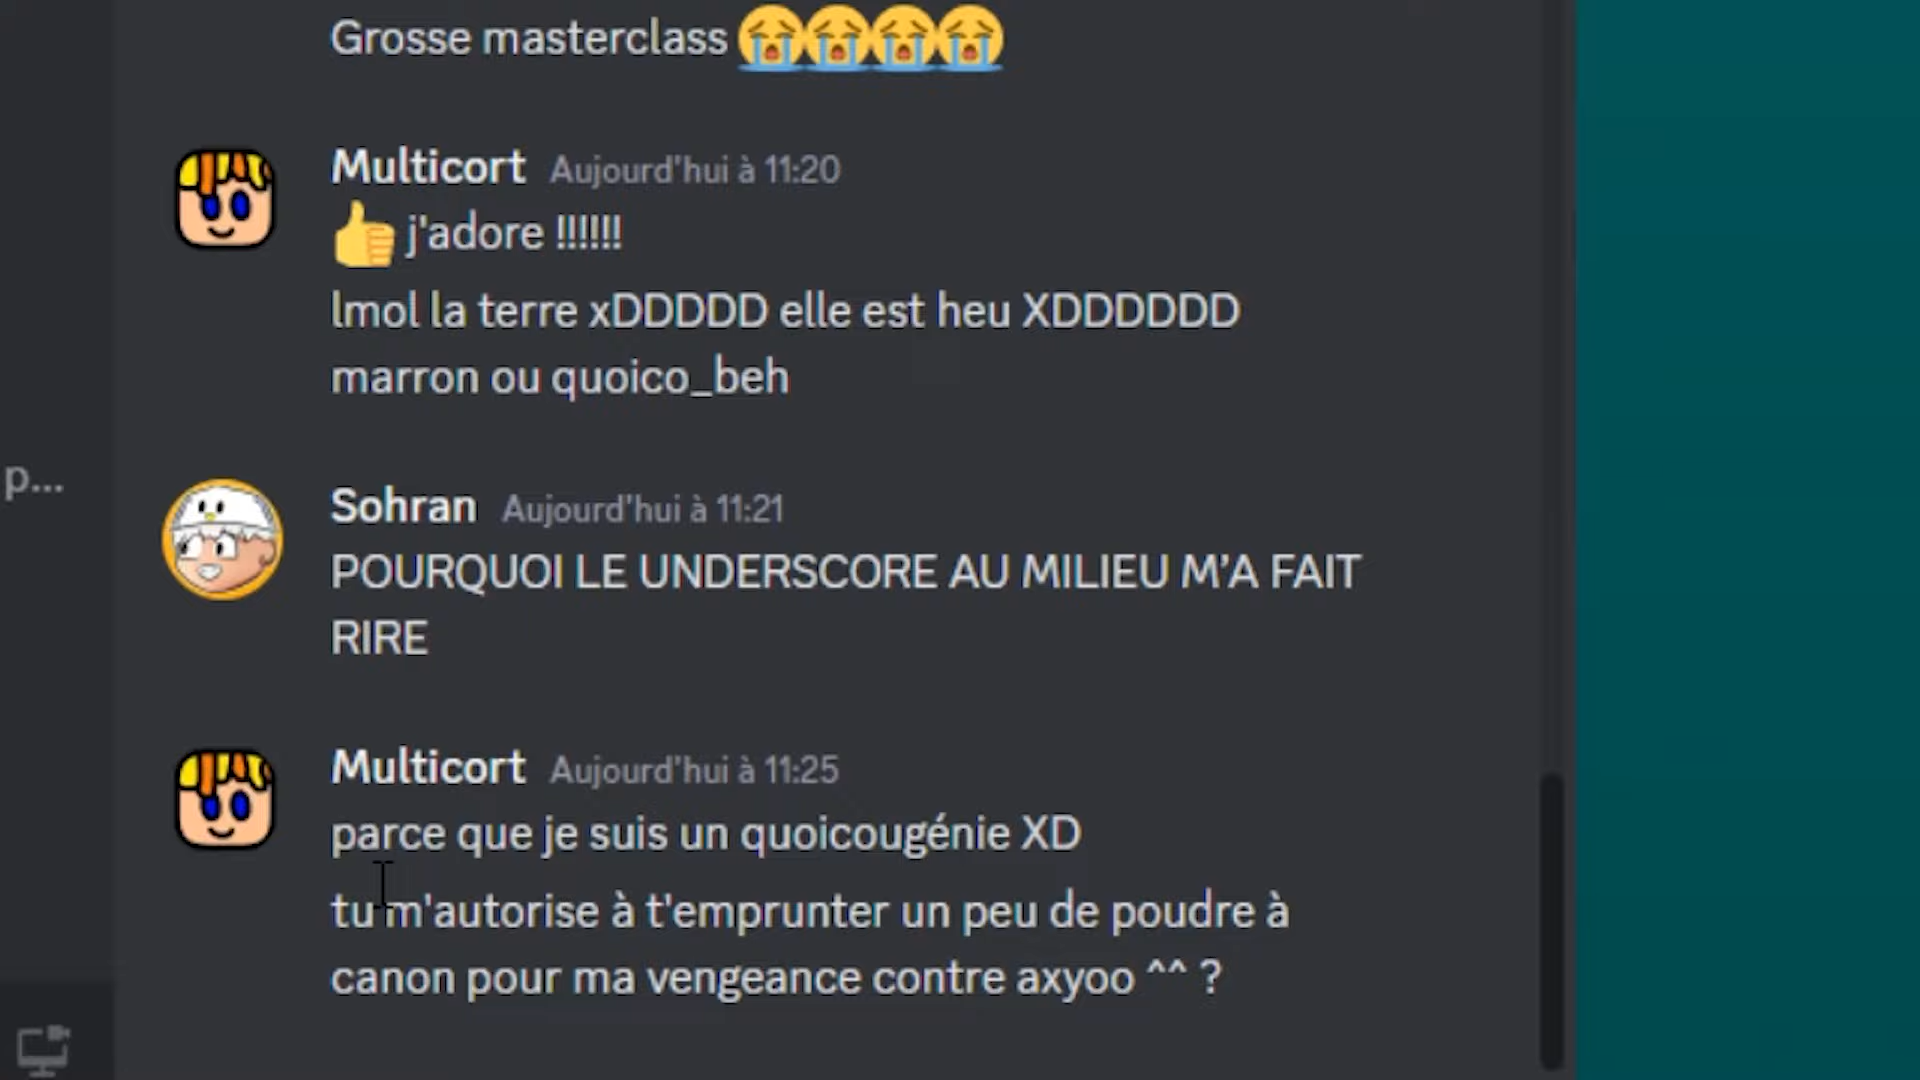 Grosse masterclass 😭😭😭😭
Multicort Aujourd'hui à 11:20
👍 j'adore !!!!!!
lmol la terre xDDDDD elle est heu XDDDDDD
marron ou quoico_beh
p...
Sohran Aujourd'hui à 11:21
POURQUOI LE UNDERSCORE AU MILIEU M’A FAIT
RIRE
Multicort Aujourd'hui à 11:25
parce que je suis un quoicougénie XD
tu m'autorise à t'emprunter un peu de poudre à
canon pour ma vengeance contre axyoo ^^ ?